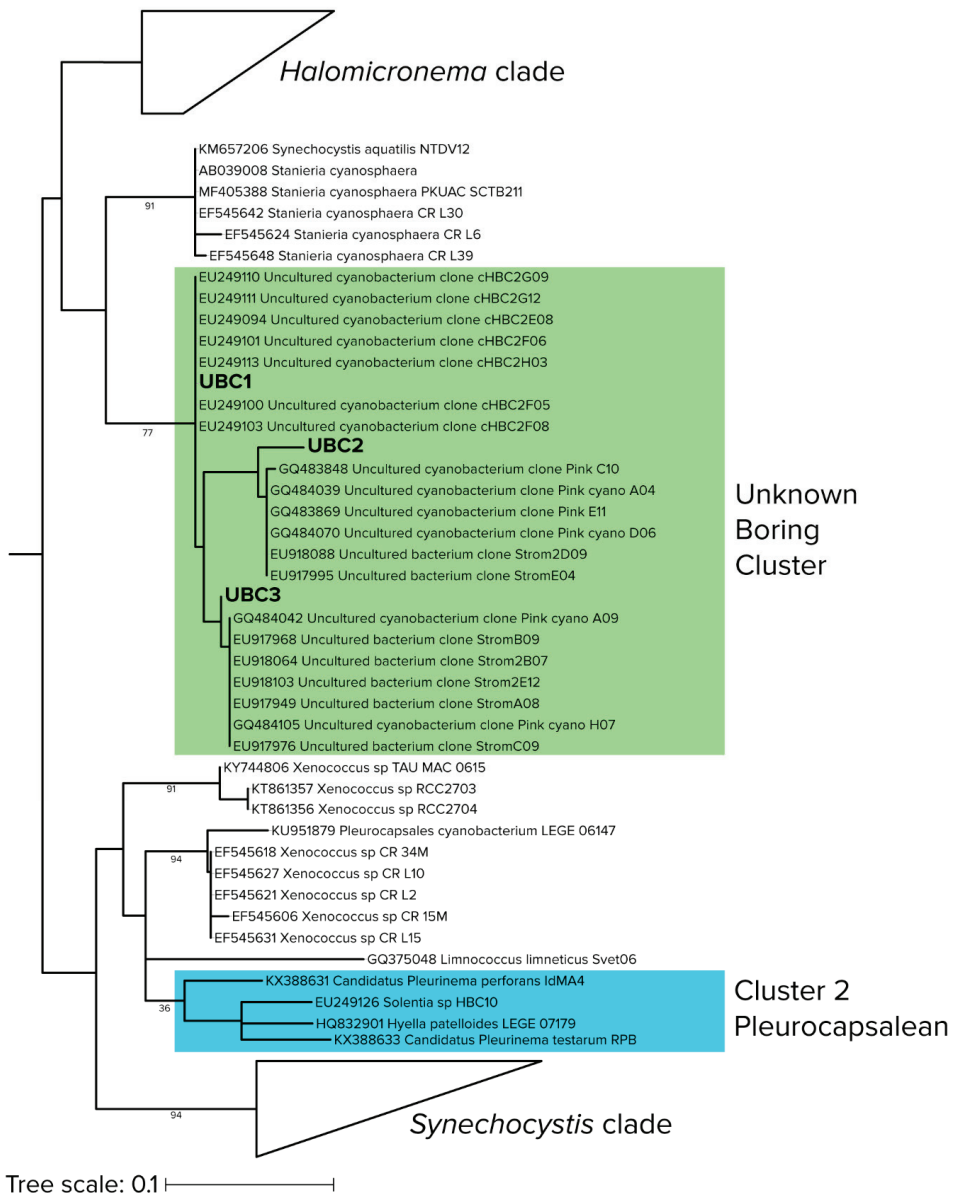 Halomicronema clade
KM657206 Synechocystis aquatilis NTDV12
AB039008 Stanieria cyanosphaera
MF405388 Stanieria cyanosphaera PKUAC SCTB211
91
EF545642 Stanieria cyanosphaera CR L30
EF545624 Stanieria cyanosphaera CR L6
EF545648 Stanieria cyanosphaera CR L39
EU249110 Uncultured cyanobacterium clone cHBC2G09
EU249111 Uncultured cyanobacterium clone cHBC2G12
EU249094 Uncultured cyanobacterium clone cHBC2E08
EU249101 Uncultured cyanobacterium clone cHBC2F06
EU249113 Uncultured cyanobacterium clone cHBC2H03
UBC1
EU249100 Uncultured cyanobacterium clone cHBC2F05
EU249103 Uncultured cyanobacterium clone cHBC2F08
77
UBC2
GQ483848 Uncultured cyanobacterium clone Pink C10
GQ484039 Uncultured cyanobacterium clone Pink cyano A04
GQ483869 Uncultured cyanobacterium clone Pink E11
GQ484070 Uncultured cyanobacterium clone Pink cyano D06
EU918088 Uncultured bacterium clone Strom2D09
EU917995 Uncultured bacterium clone StromE04
Unknown
Boring
Cluster
UBC3
GQ484042 Uncultured cyanobacterium clone Pink cyano A09
EU917968 Uncultured bacterium clone StromB09
EU918064 Uncultured bacterium clone Strom2B07
EU918103 Uncultured bacterium clone Strom2E12
EU917949 Uncultured bacterium clone StromA08
GQ484105 Uncultured cyanobacterium clone Pink cyano H07
EU917976 Uncultured bacterium clone StromC09
KY744806 Xenococcus sp TAU MAC 0615
91
KT861357 Xenococcus sp RCC2703
KT861356 Xenococcus sp RCC2704
KU951879 Pleurocapsales cyanobacterium LEGE 06147
94
EF545618 Xenococcus sp CR 34M
EF545627 Xenococcus sp CR L10
EF545621 Xenococcus sp CR L2
EF545606 Xenococcus sp CR 15M
EF545631 Xenococcus sp CR L15
GQ375048 Limnococcus limneticus Svet06
KX388631 Candidatus Pleurinema perforans IdMA4
36
EU249126 Solentia sp HBC10
HQ832901 Hyella patelloides LEGE 07179
KX388633 Candidatus Pleurinema testarum RPB
Cluster 2
Pleurocapsalean
94
Synechocystis clade
Tree scale: 0.1